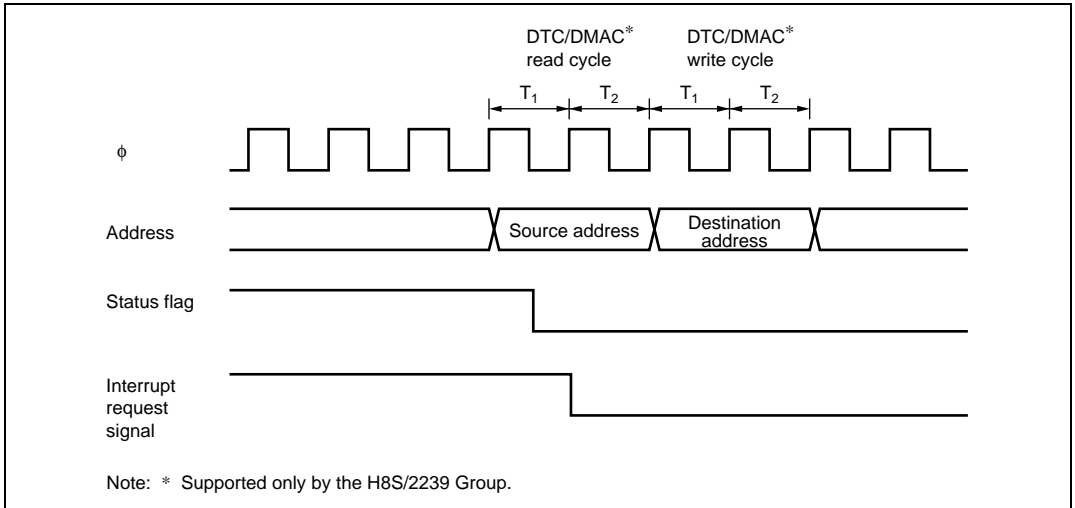 DTC/DMAC* DTC/DMAC*
read cycle write cycle
T1 T2 T1 T2
ϕ
Address Source address Destination address
Status flag
Interrupt
request
signal
Note: * Supported only by the H8S/2239 Group.